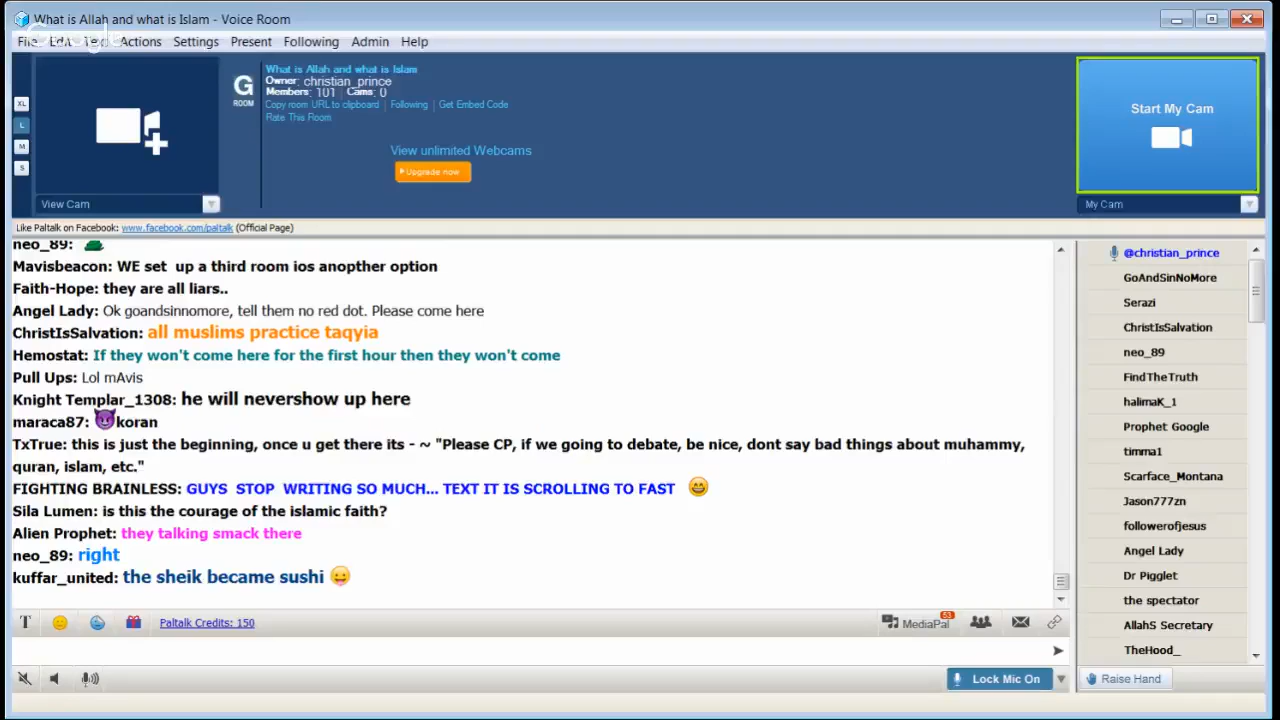 What is Allah and what is Islam - Voice Room
Google
File Edit Text Actions Settings Present Following Admin Help
XL
L
M
S
G
ROOM
What is Allah and what is Islam
Owner: christian_prince
Members: 101 Cams: 0
Copy room URL to clipboard | Following | Get Embed Code
Rate This Room
View unlimited Webcams
Upgrade now
Start My Cam
View Cam
My Cam
Like Paltalk on Facebook: www.facebook.com/paltalk (Official Page)
neo_89:
Mavisbeacon: WE set up a third room ios anopther option
Faith-Hope: they are all liars..
Angel Lady: Ok goandsinnomore, tell them no red dot. Please come here
ChristIsSalvation: all muslims practice taqyia
Hemostat: If they won't come here for the first hour then they won't come
Pull Ups: Lol mAvis
Knight Templar_1308: he will nevershow up here
maraca87: koran
TxTrue: this is just the beginning, once u get there its - ~ "Please CP, if we going to debate, be nice, dont say bad things about muhammy,
quran, islam, etc."
FIGHTING BRAINLESS: GUYS STOP WRITING SO MUCH... TEXT IT IS SCROLLING TO FAST
Sila Lumen: is this the courage of the islamic faith?
Alien Prophet: they talking smack there
neo_89: right
kuffar_united: the sheik became sushi
@christian_prince
GoAndSinNoMore
Serazi
ChristIsSalvation
neo_89
FindTheTruth
halimaK_1
Prophet Google
timma1
Scarface_Montana
Jason777zn
followerofjesus
Angel Lady
Dr Pigglet
the spectator
AllahS Secretary
TheHood_
T
Paltalk Credits: 150
MediaPal
53
Lock Mic On
Raise Hand